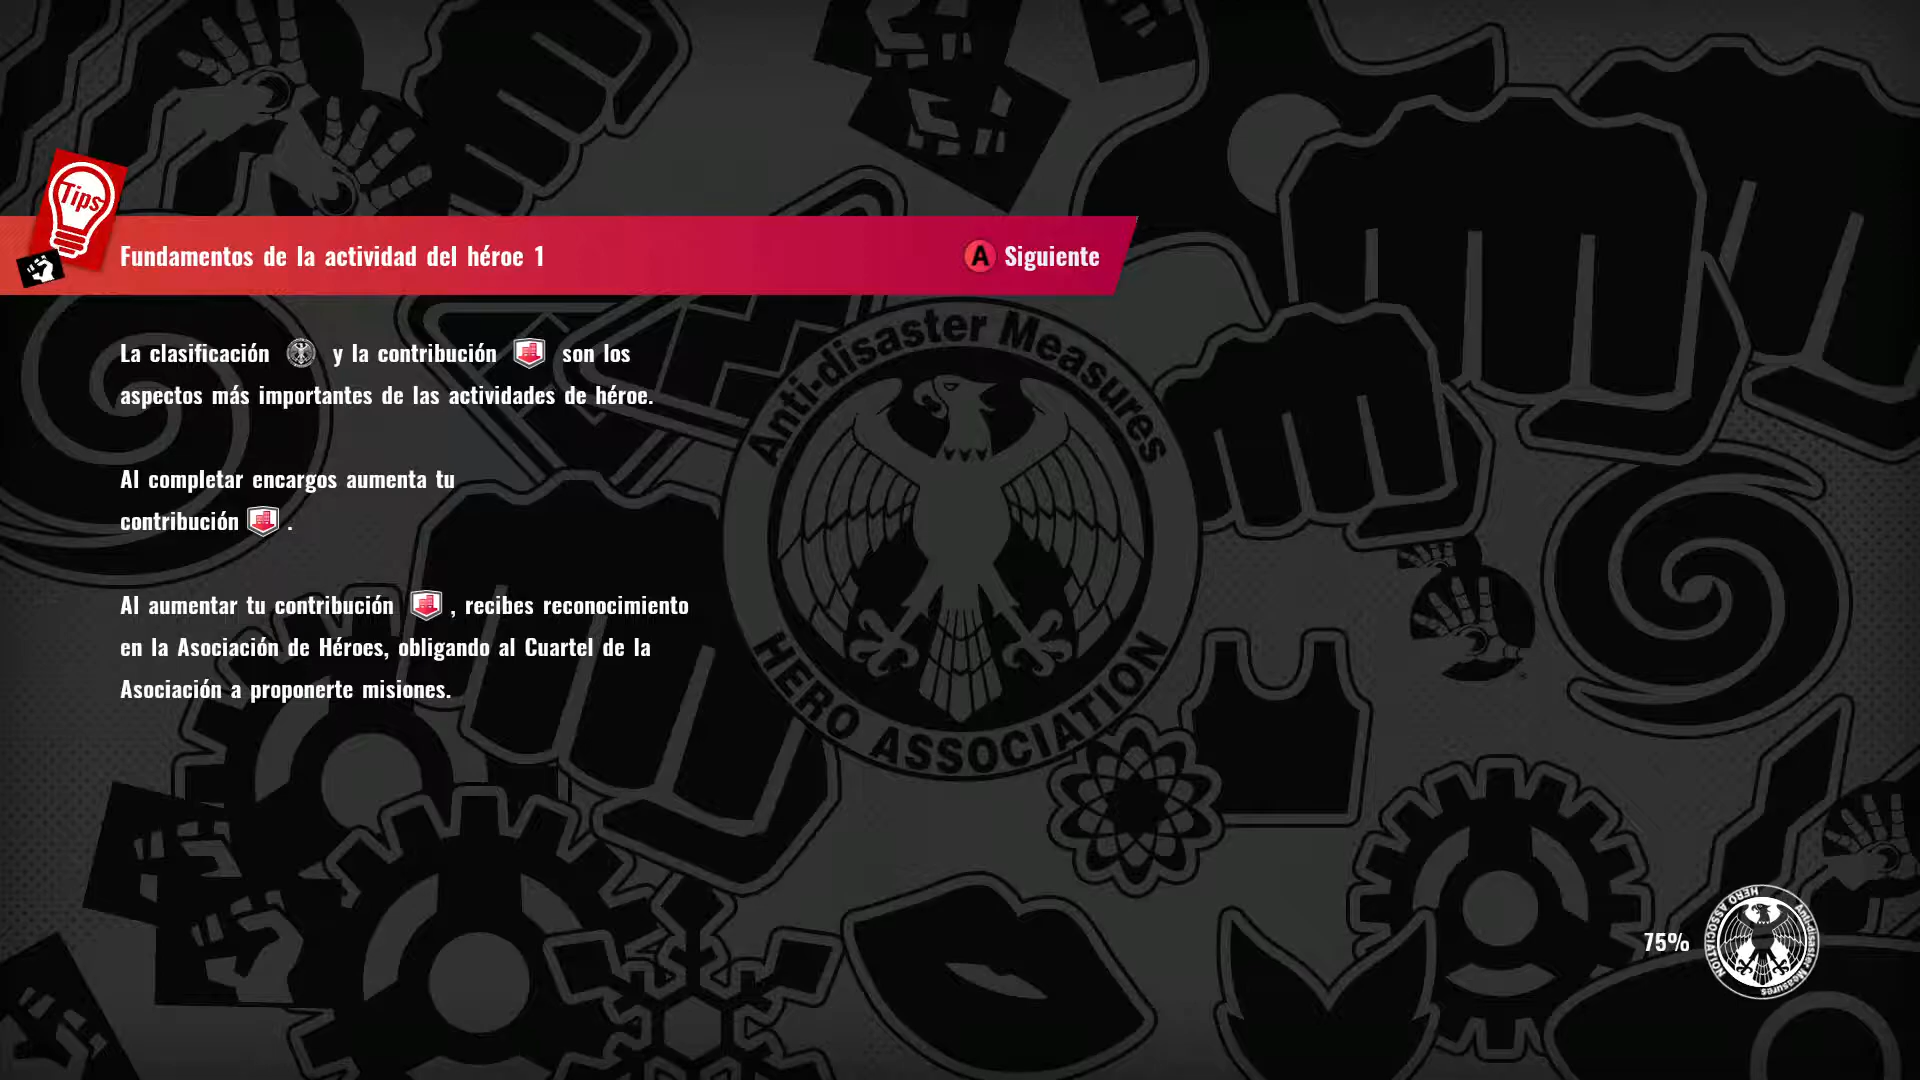 Tips
Fundamentos de la actividad del héroe 1
A Siguiente
La clasificación y la contribución son los
aspectos más importantes de las actividades de héroe.
Al completar encargos aumenta tu
contribución .
Al aumentar tu contribución , recibes reconocimiento
en la Asociación de Héroes, obligando al Cuartel de la
Asociación a proponerte misiones.
Anti-disaster Measures
HERO ASSOCIATION
75%
Anti-disaster Measures
HERO ASSOCIATION